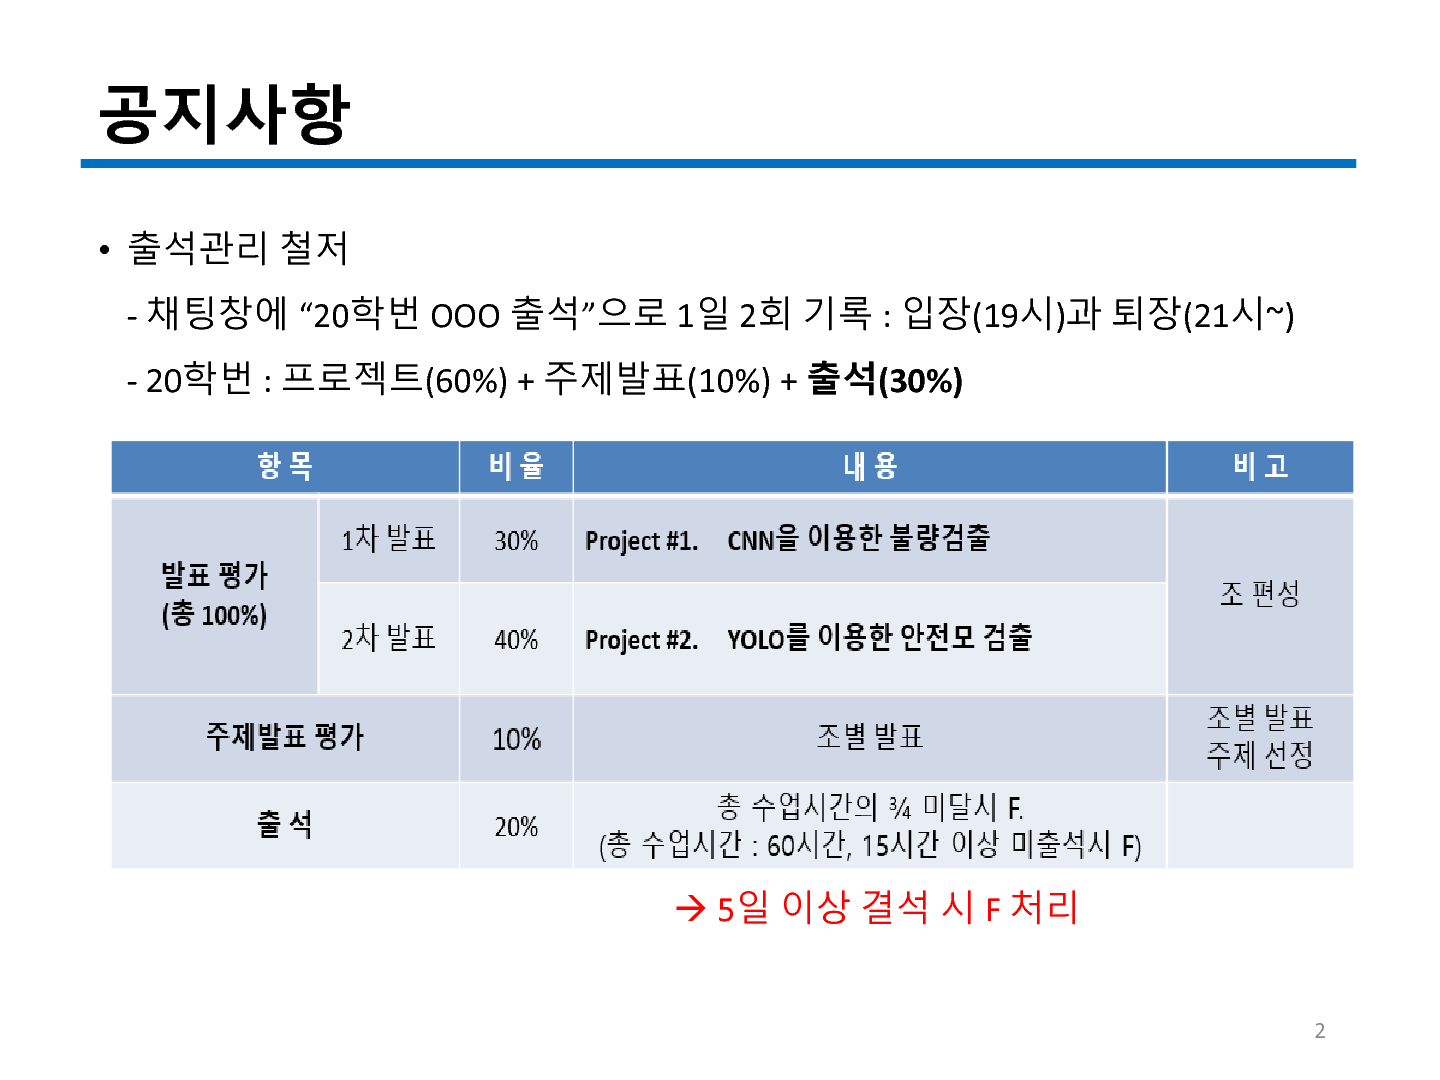 공지사항
• 출석관리 철저
- 채팅창에 “20학번 OOO 출석”으로 1일 2회 기록 : 입장(19시)과 퇴장(21시~)
- 20학번 : 프로젝트(60%) + 주제발표(10%) + 출석(30%)
항 목 비 율 내 용 비 고
발표 평가
(총 100%)
1차 발표 30% Project #1. CNN을 이용한 불량검출
2차 발표 40% Project #2. YOLO를 이용한 안전모 검출
조 편성
주제발표 평가 10% 조별 발표
조별 발표
주제 선정
출 석 20%
총 수업시간의 ¾ 미달시 F.
(총 수업시간 : 60시간, 15시간 이상 미출석시 F)
→ 5일 이상 결석 시 F 처리
2